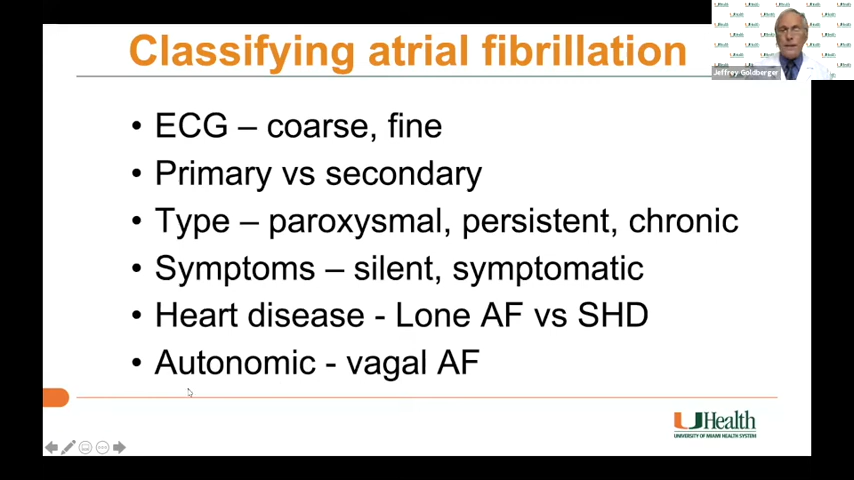 Classifying atrial fibrillation
• ECG – coarse, fine
• Primary vs secondary
• Type – paroxysmal, persistent, chronic
• Symptoms – silent, symptomatic
• Heart disease - Lone AF vs SHD
• Autonomic - vagal AF
UHealth
UNIVERSITY OF MIAMI HEALTH SYSTEM
Jeffrey Goldberger